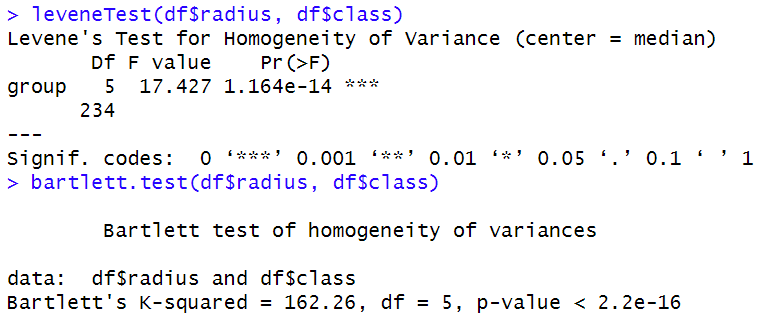 > leveneTest(df$radius, df$class)
Levene's Test for Homogeneity of Variance (center = median)
       Df F value    Pr(>F)
group   5  17.427 1.164e-14 ***
      234
---
Signif. codes:  0 ‘***’ 0.001 ‘**’ 0.01 ‘*’ 0.05 ‘.’ 0.1 ‘ ’ 1
> bartlett.test(df$radius, df$class)
        Bartlett test of homogeneity of variances
data:  df$radius and df$class
Bartlett's K-squared = 162.26, df = 5, p-value < 2.2e-16